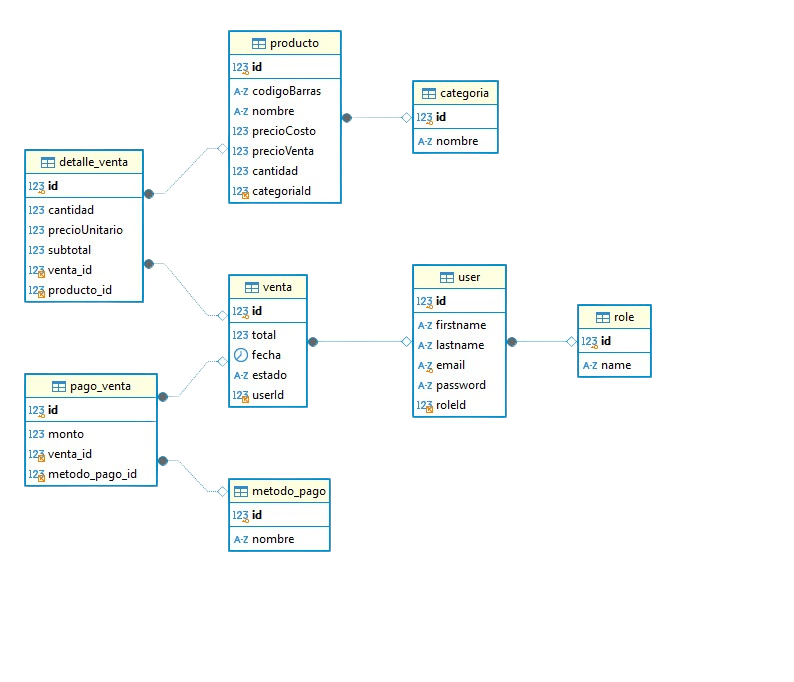 producto
123 id
A-Z codigoBarras
A-Z nombre
123 precioCosto
123 precioVenta
123 cantidad
123 categoriaId
categoria
123 id
A-Z nombre
detalle_venta
123 id
123 cantidad
123 precioUnitario
123 subtotal
123 venta_id
123 producto_id
venta
123 id
123 total
fecha
A-Z estado
123 userId
user
123 id
A-Z firstname
A-Z lastname
A-Z email
A-Z password
123 roleId
role
123 id
A-Z name
pago_venta
123 id
123 monto
123 venta_id
123 metodo_pago_id
metodo_pago
123 id
A-Z nombre